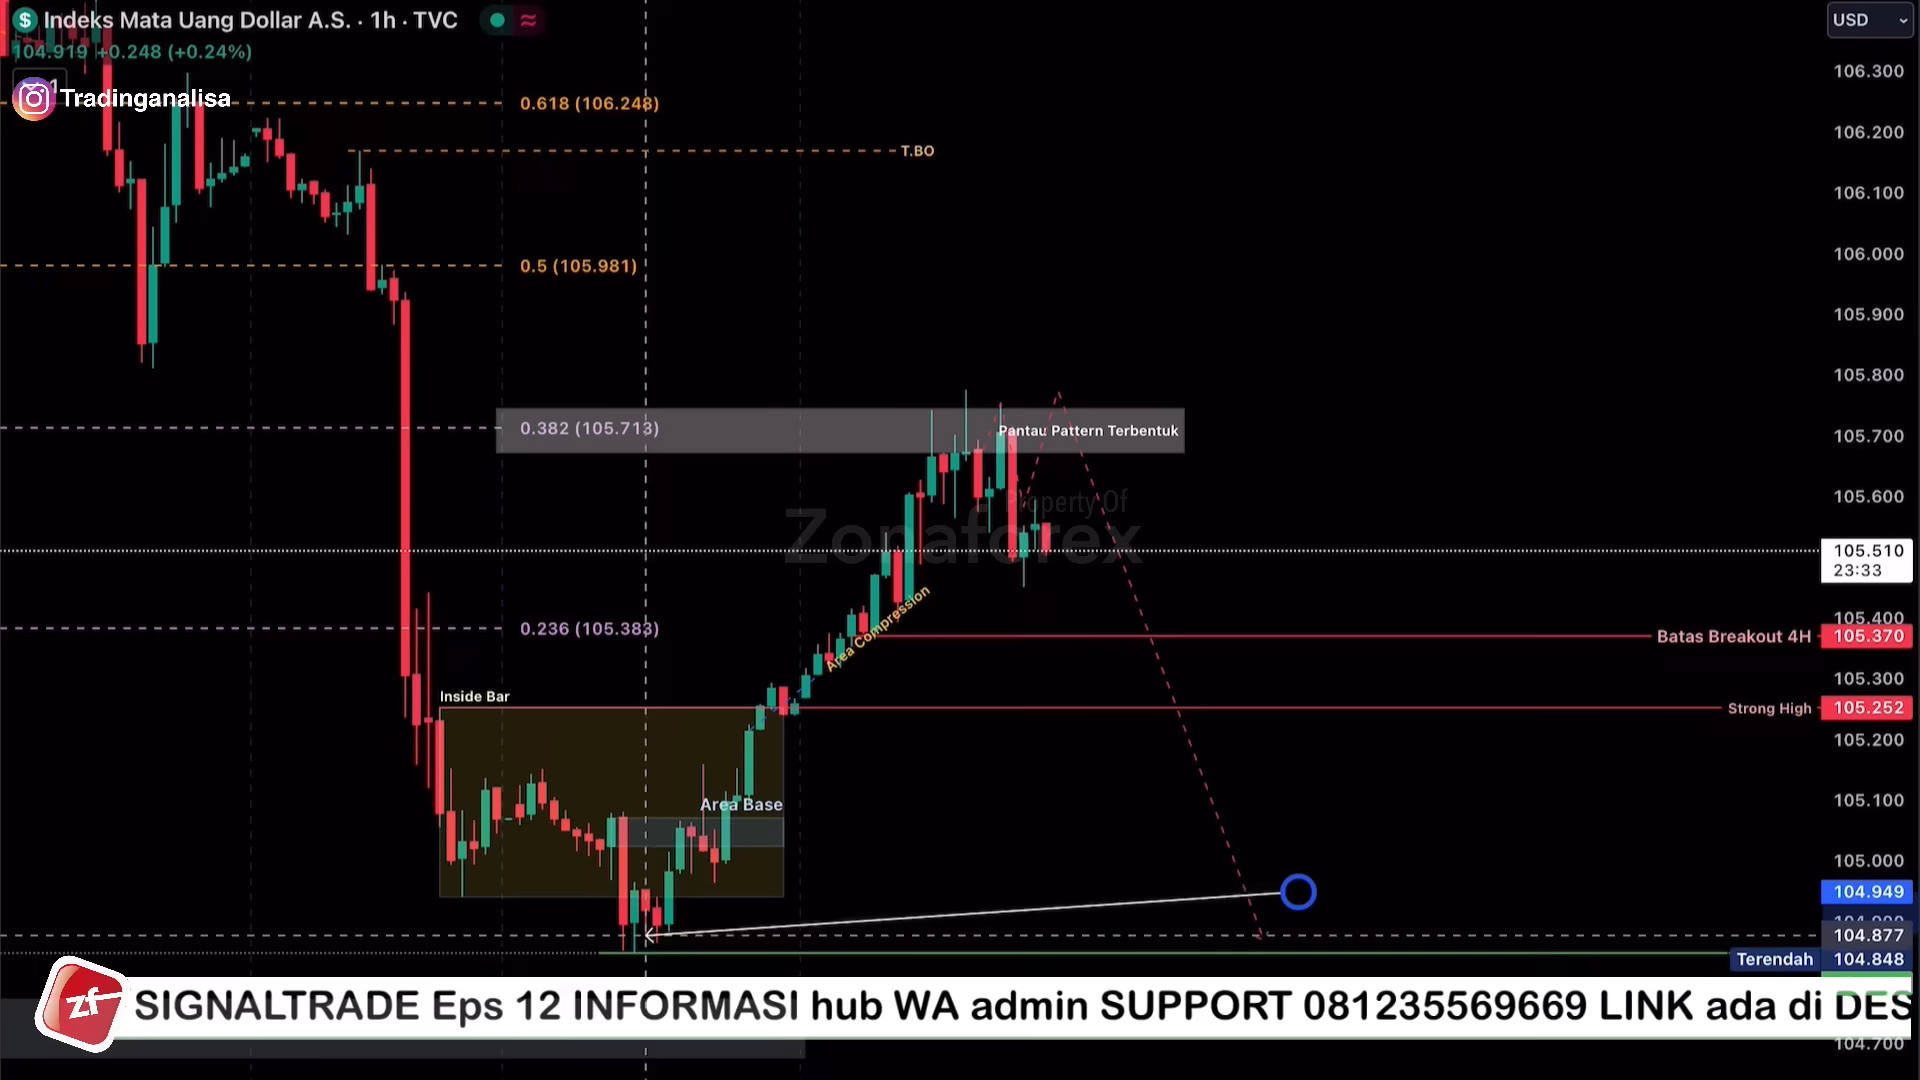 Indeks Mata Uang Dollar A.S. · 1h · TVC
USD
104.919 +0.248 (+0.24%)
Tradinganalisa
106.300
0.618 (106.248)
106.200
T.BO
106.100
106.000
0.5 (105.981)
105.900
105.800
0.382 (105.713)
Pantau Pattern Terbentuk
105.700
105.600
Property Of
Zonaforex
105.510
23:33
Area Compression
105.400
0.236 (105.383)
Batas Breakout 4H
105.370
105.300
Inside Bar
Strong High
105.252
105.200
Area Base
105.100
105.000
104.949
104.877
Terendah
104.848
zf
SIGNALTRADE Eps 12 INFORMASI hub WA admin SUPPORT 081235569669 LINK ada di DES
104.700